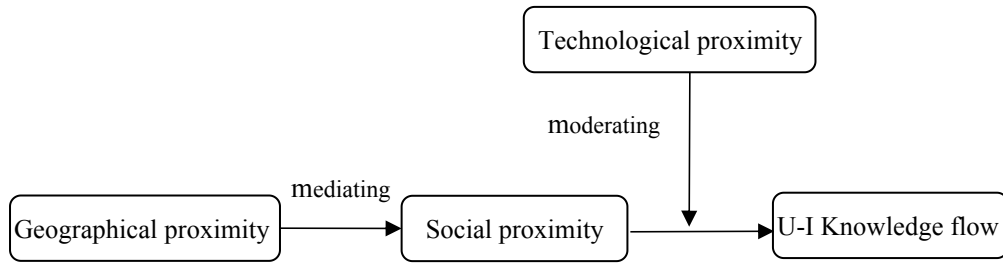 Technological proximity
moderating
mediating
Geographical proximity
Social proximity
U-I Knowledge flow